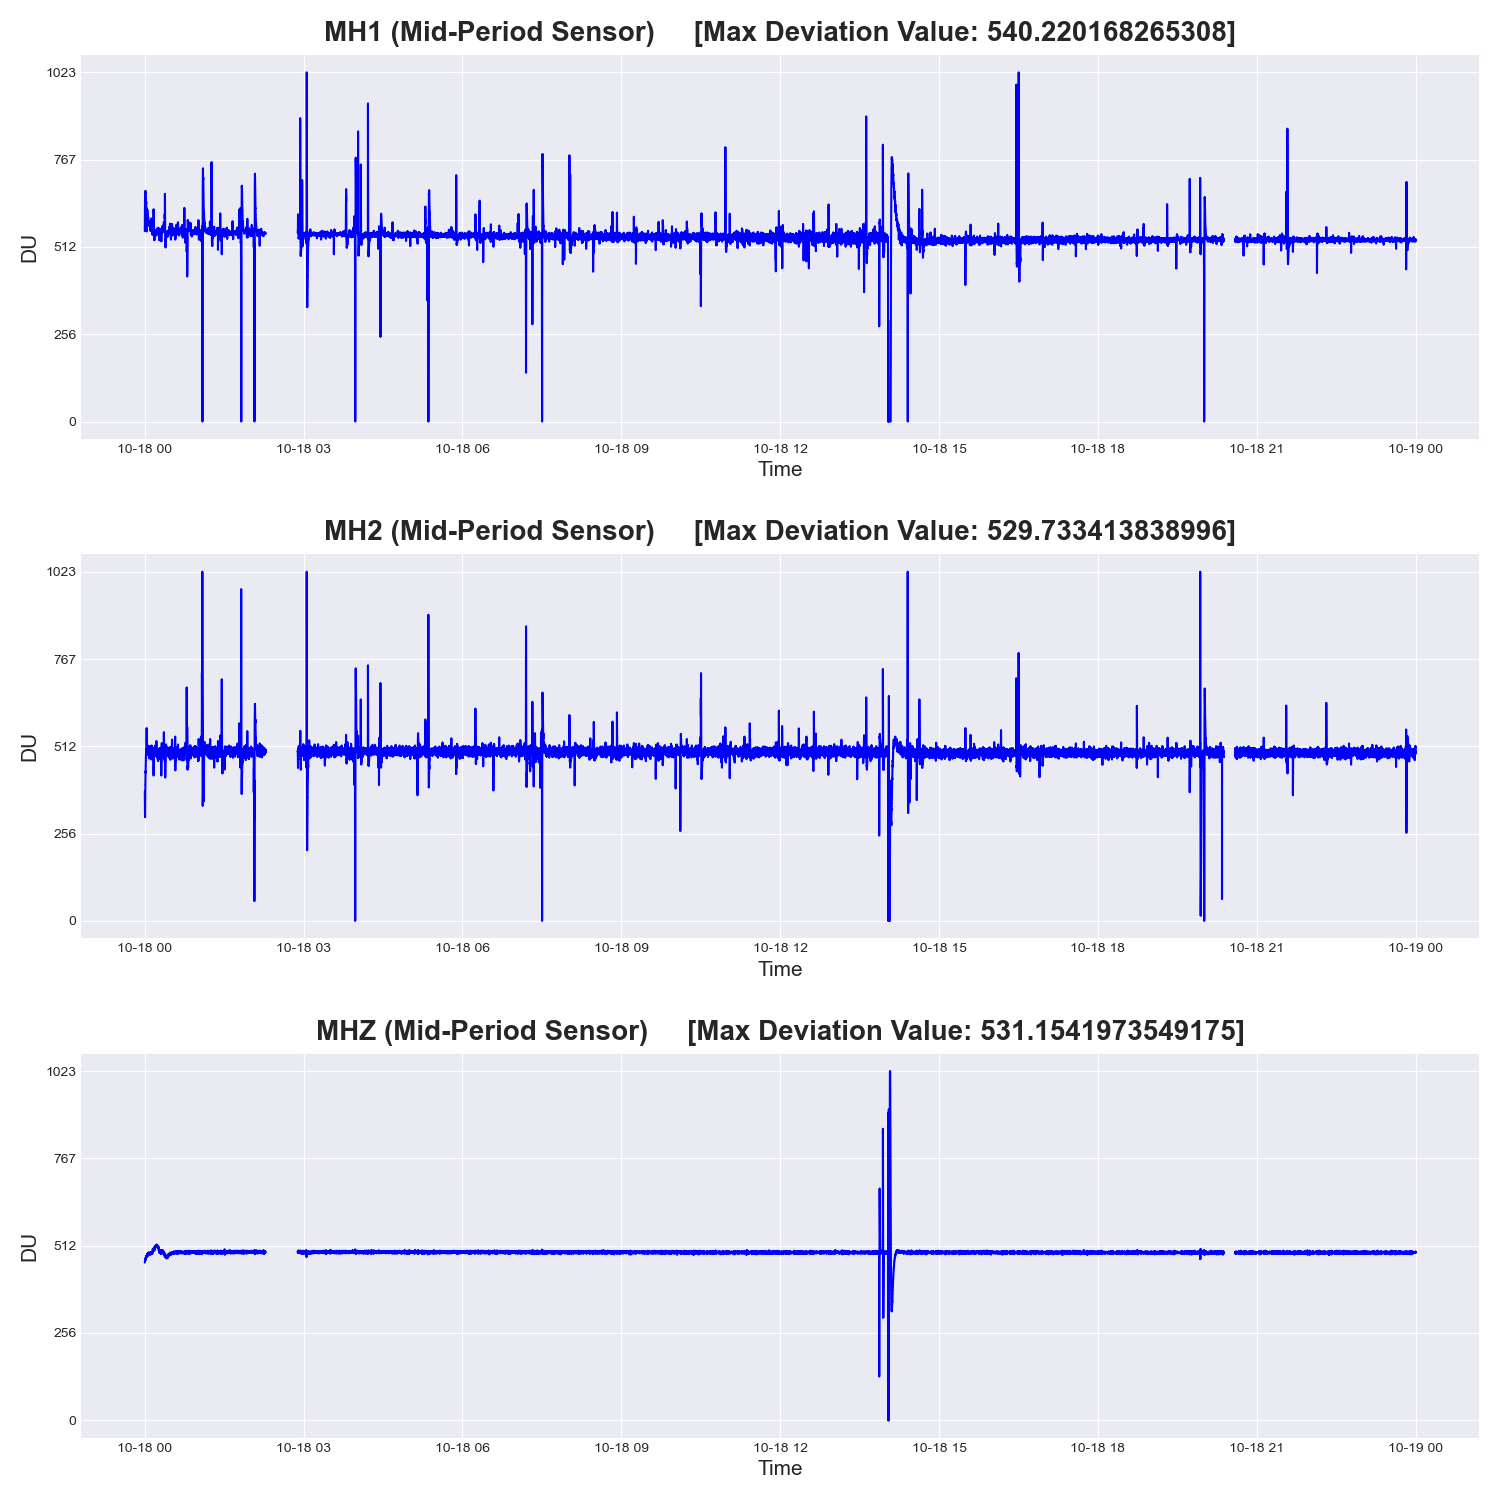 MH1 (Mid-Period Sensor) [Max Deviation Value: 540.220168265308]
1023
767
512
256
0
DU
10-18 00 10-18 03 10-18 06 10-18 09 10-18 12 10-18 15 10-18 18 10-18 21 10-19 00
Time
MH2 (Mid-Period Sensor) [Max Deviation Value: 529.733413838996]
1023
767
512
256
0
DU
10-18 00 10-18 03 10-18 06 10-18 09 10-18 12 10-18 15 10-18 18 10-18 21 10-19 00
Time
MHZ (Mid-Period Sensor) [Max Deviation Value: 531.1541973549175]
1023
767
512
256
0
DU
10-18 00 10-18 03 10-18 06 10-18 09 10-18 12 10-18 15 10-18 18 10-18 21 10-19 00
Time